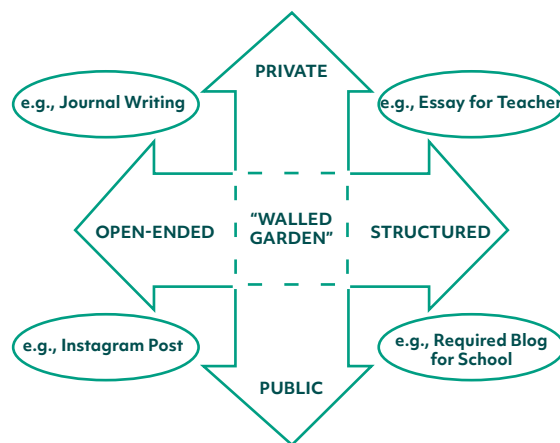 PRIVATE
e.g., Journal Writing
e.g., Essay for Teacher
OPEN-ENDED
“WALLED
GARDEN”
STRUCTURED
e.g., Instagram Post
e.g., Required Blog
for School
PUBLIC